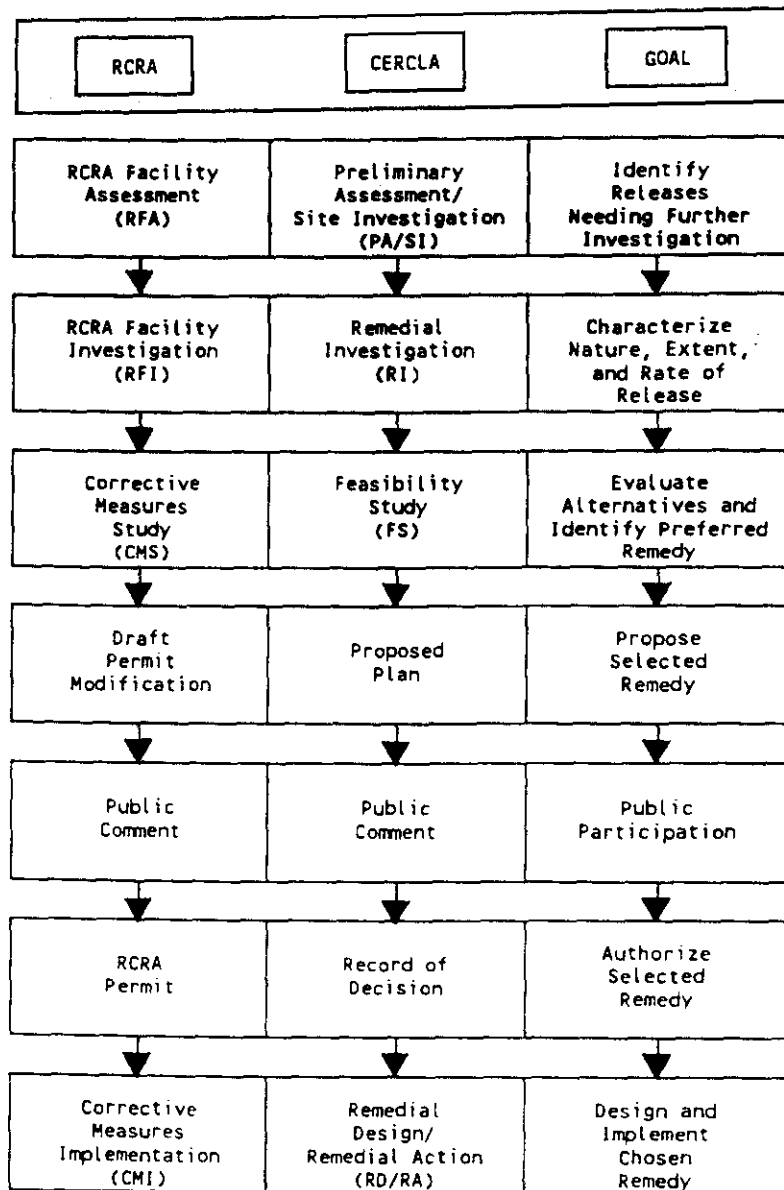 RCRA
CERCLA
GOAL
RCRA Facility
Assessment
(RFA)
Preliminary
Assessment/
Site Investigation
(PA/SI)
Identify
Releases
Needing Further
Investigation
RCRA Facility
Investigation
(RFI)
Remedial
Investigation
(RI)
Characterize
Nature, Extent,
and Rate of
Release
Corrective
Measures
Study
(CMS)
Feasibility
Study
(FS)
Evaluate
Alternatives and
Identify Preferred
Remedy
Draft
Permit
Modification
Proposed
Plan
Propose
Selected
Remedy
Public
Comment
Public
Comment
Public
Participation
RCRA
Permit
Record of
Decision
Authorize
Selected
Remedy
Corrective
Measures
Implementation
(CMI)
Remedial
Design/
Remedial Action
(RD/RA)
Design and
Implement
Chosen
Remedy